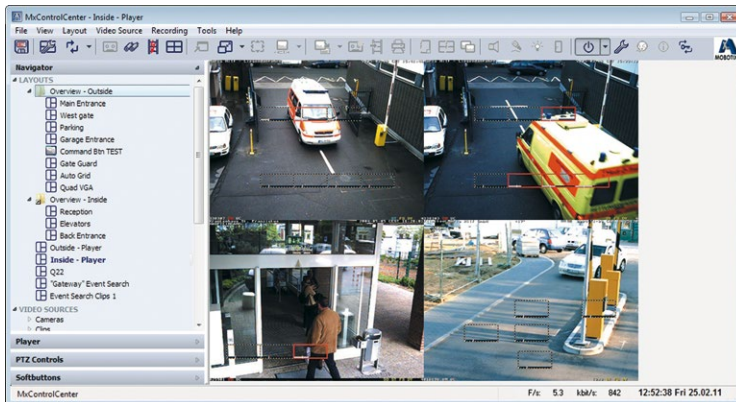 MxControlCenter - Inside - Player
File View Layout Video Source Recording Tools Help
MOBOTIX
Navigator
LAYOUTS
Overview - Outside
Main Entrance
West gate
Parking
Garage Entrance
Command Btn TEST
Gate Guard
Auto Grid
Quad VGA
Overview - Inside
Reception
Elevators
Back Entrance
Outside - Player
Inside - Player
Q22
"Gateway" Event Search
Event Search Clips 1
VIDEO SOURCES
Cameras
Clips
Player
PTZ Controls
Softbuttons
MxControlCenter F/s: 5.3 kbit/s: 842 12:52:38 Fri 25.02.11